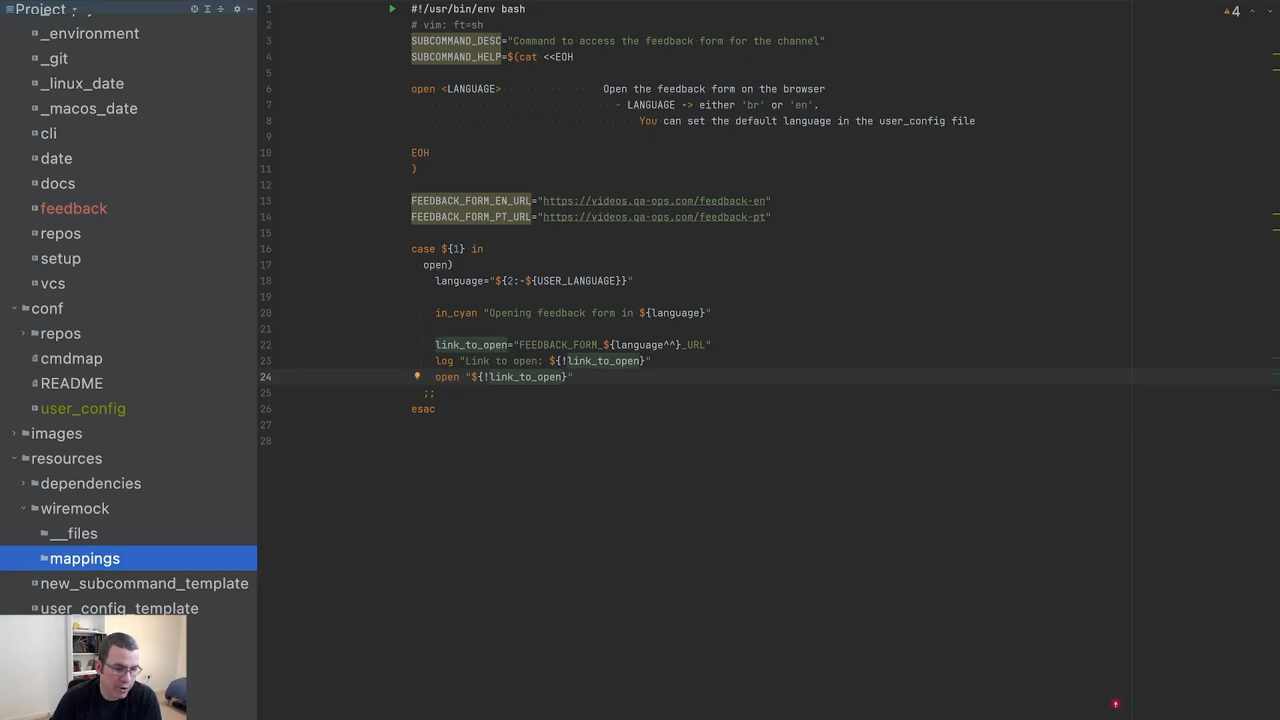 Project
4
_environment
_git
_linux_date
_macos_date
cli
date
docs
feedback
repos
setup
vcs
conf
repos
cmdmap
README
user_config
images
resources
dependencies
wiremock
__files
mappings
new_subcommand_template
user_config_template
1 #!/usr/bin/env bash
2 # vim: ft=sh
3 SUBCOMMAND_DESC="Command to access the feedback form for the channel"
4 SUBCOMMAND_HELP=$(cat <<EOH
5
6 open <LANGUAGE> Open the feedback form on the browser
7 - LANGUAGE -> either 'br' or 'en'.
8 You can set the default language in the user_config file
9
10 EOH
11 )
12
13 FEEDBACK_FORM_EN_URL="https://videos.qa-ops.com/feedback-en"
14 FEEDBACK_FORM_PT_URL="https://videos.qa-ops.com/feedback-pt"
15
16 case ${1} in
17 open)
18 language="${2:-${USER_LANGUAGE}}"
19
20 in_cyan "Opening feedback form in ${language}"
21
22 link_to_open="FEEDBACK_FORM_${language^^}_URL"
23 log "Link to open: ${!link_to_open}"
24 open "${!link_to_open}"
25 ;;
26 esac
27
28